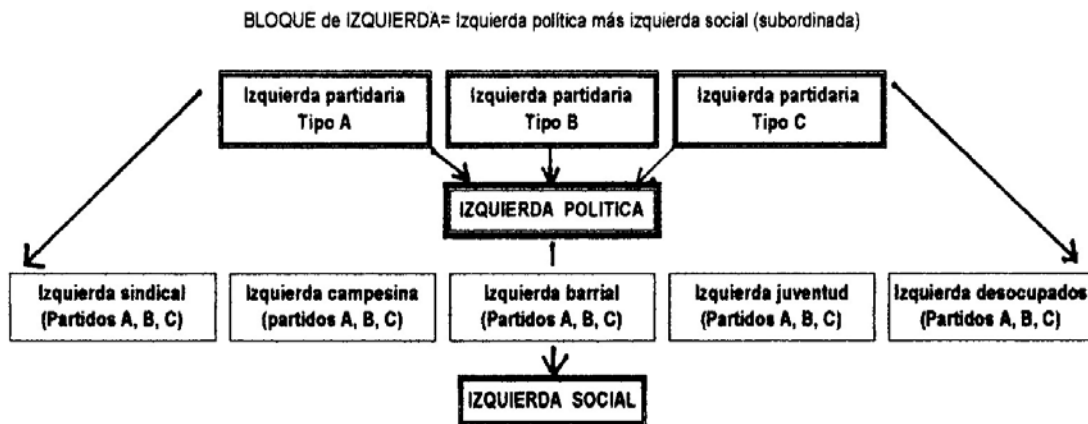 BLOQUE de IZQUIERDA= Izquierda política más izquierda social (subordinada)
Izquierda partidaria
Tipo A
Izquierda partidaria
Tipo B
Izquierda partidaria
Tipo C
IZQUIERDA POLITICA
Izquierda sindical
(Partidos A, B, C)
Izquierda campesina
(partidos A, B, C)
Izquierda barrial
(Partidos A, B, C)
Izquierda juventud
(Partidos A, B, C)
Izquierda desocupados
(Partidos A, B, C)
IZQUIERDA SOCIAL